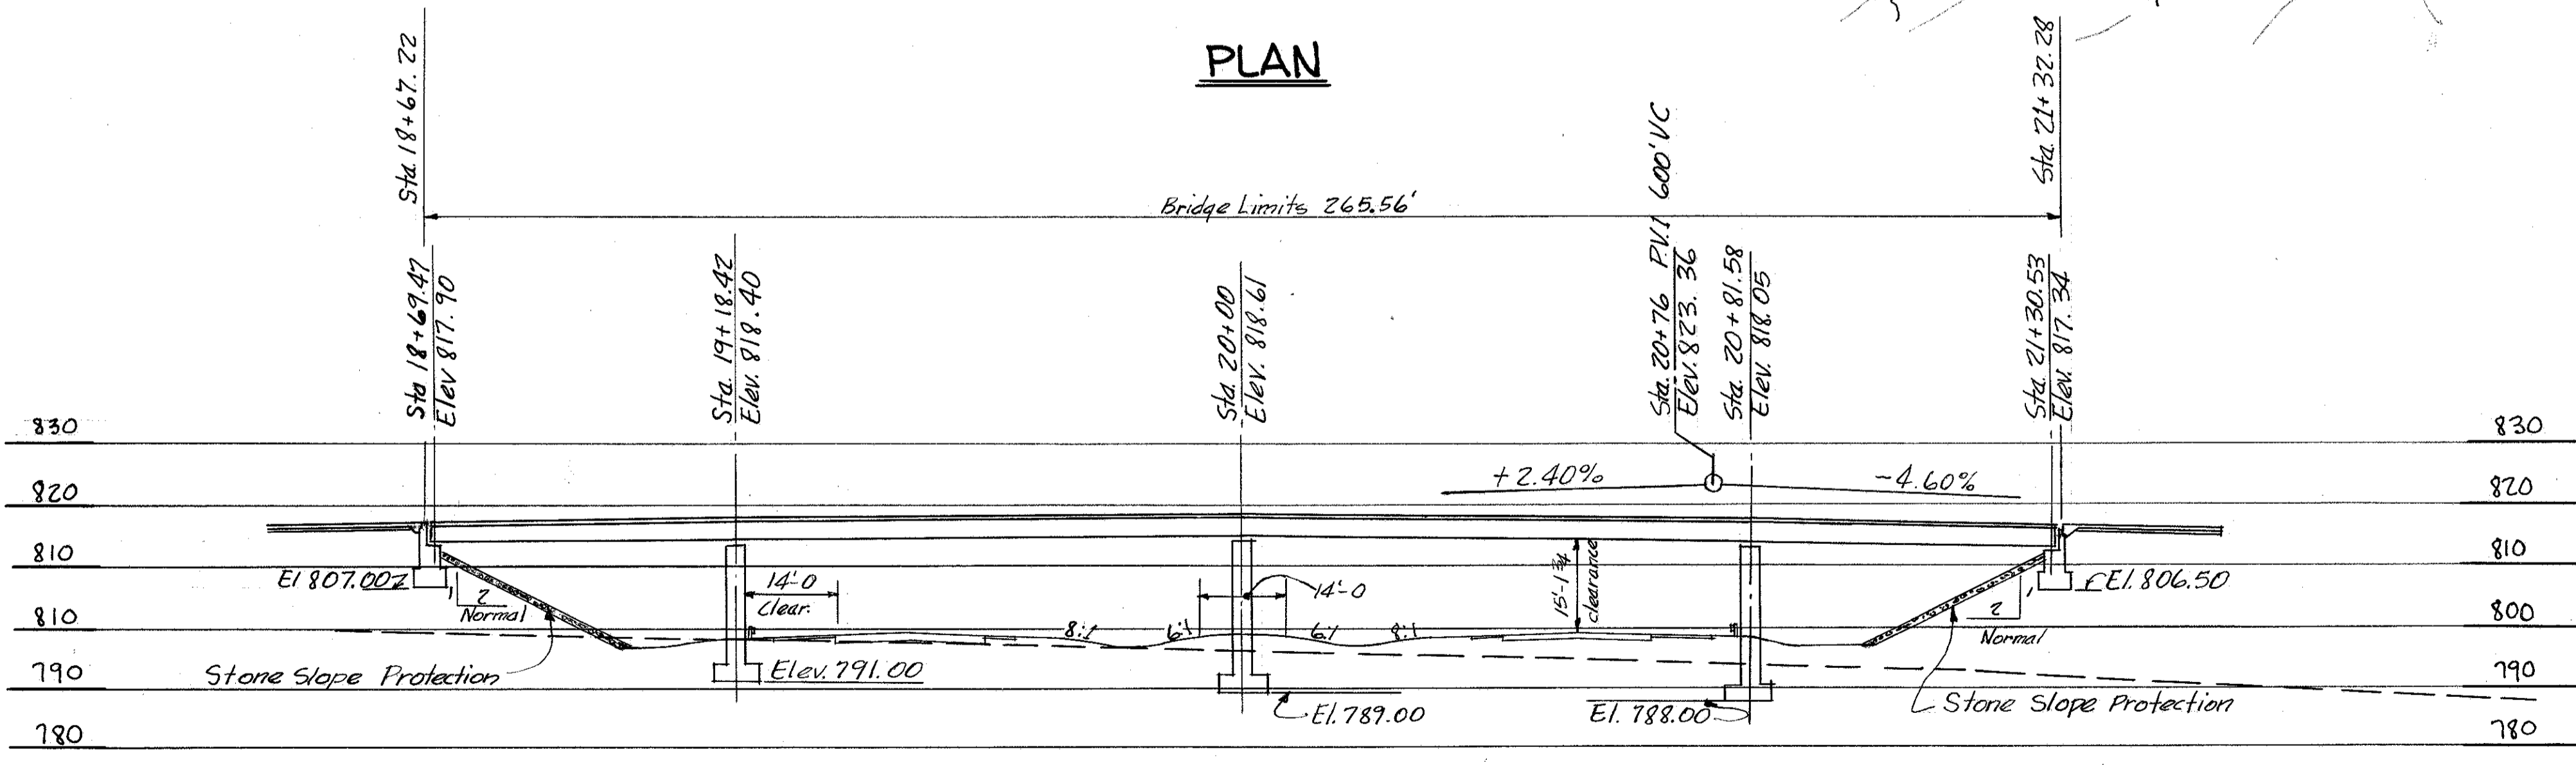 PLAN
Sta. 18+67.22
Sta. 21+32.28
Bridge Limits 265.56'
Sta 18+69.47
Elev 817.90
Sta. 19+18.42
Elev. 818.40
Sta. 20+00
Elev. 818.61
Sta. 20+76 P.V.I 600' VC
Elev. 823.36
Sta. 20+81.58
Elev. 818.05
Sta. 21+30.53
Elev. 817.34
830
830
+2.40%
-4.60%
820
820
810
810
El 807.00
1
2
Normal
14'-0
Clear.
14'-0
15'-1 3/4
clearance
El. 806.50
1
2
Normal
810
800
8:1
6:1
6:1
8:1
Stone Slope Protection
790
790
Elev. 791.00
El. 789.00
El. 788.00
Stone Slope Protection
780
780